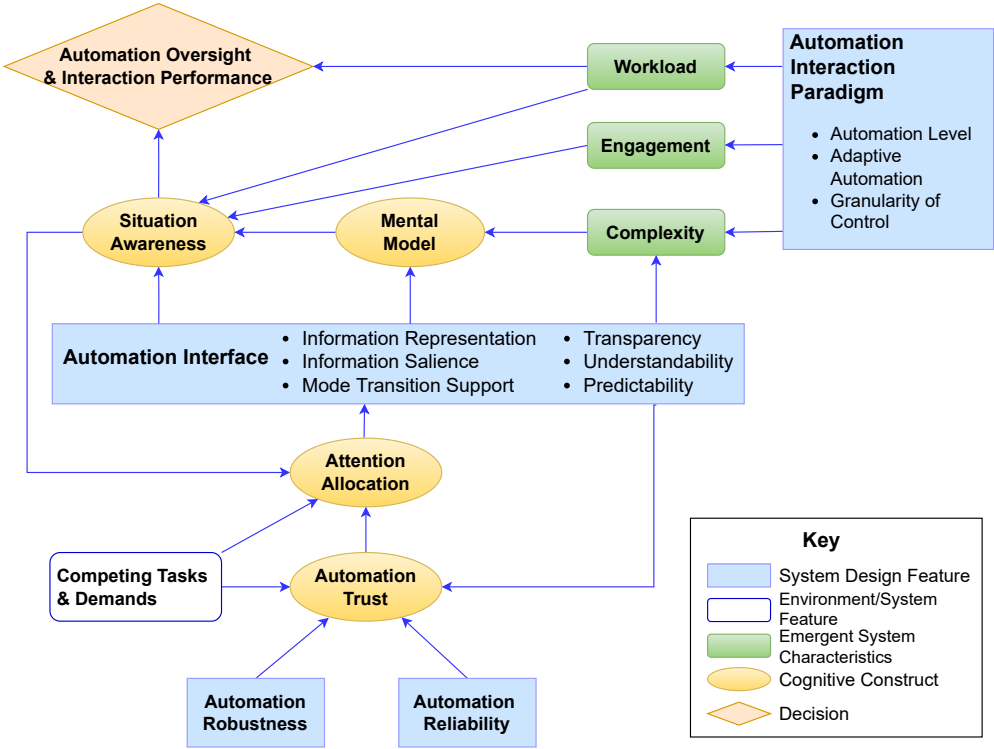 Automation Oversight
& Interaction Performance
Workload
Automation
Interaction
Paradigm
• Automation Level
• Adaptive
Automation
• Granularity of
Control
Engagement
Situation
Awareness
Mental
Model
Complexity
Automation Interface
• Information Representation
• Information Salience
• Mode Transition Support
• Transparency
• Understandability
• Predictability
Attention
Allocation
Competing Tasks
& Demands
Automation
Trust
Automation
Robustness
Automation
Reliability
Key
System Design Feature
Environment/System
Feature
Emergent System
Characteristics
Cognitive Construct
Decision